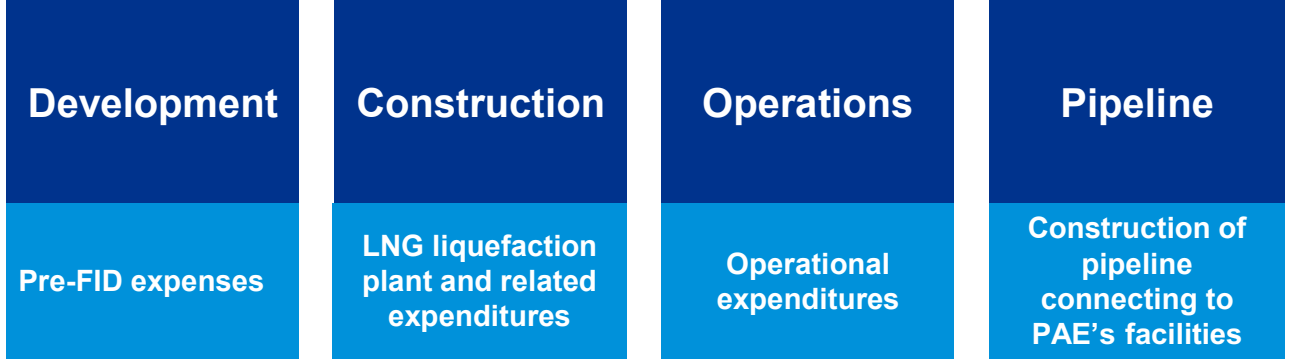 Development
Construction
Operations
Pipeline
Pre-FID expenses
LNG liquefaction
plant and related
expenditures
Operational
expenditures
Construction of
pipeline
connecting to
PAE's facilities